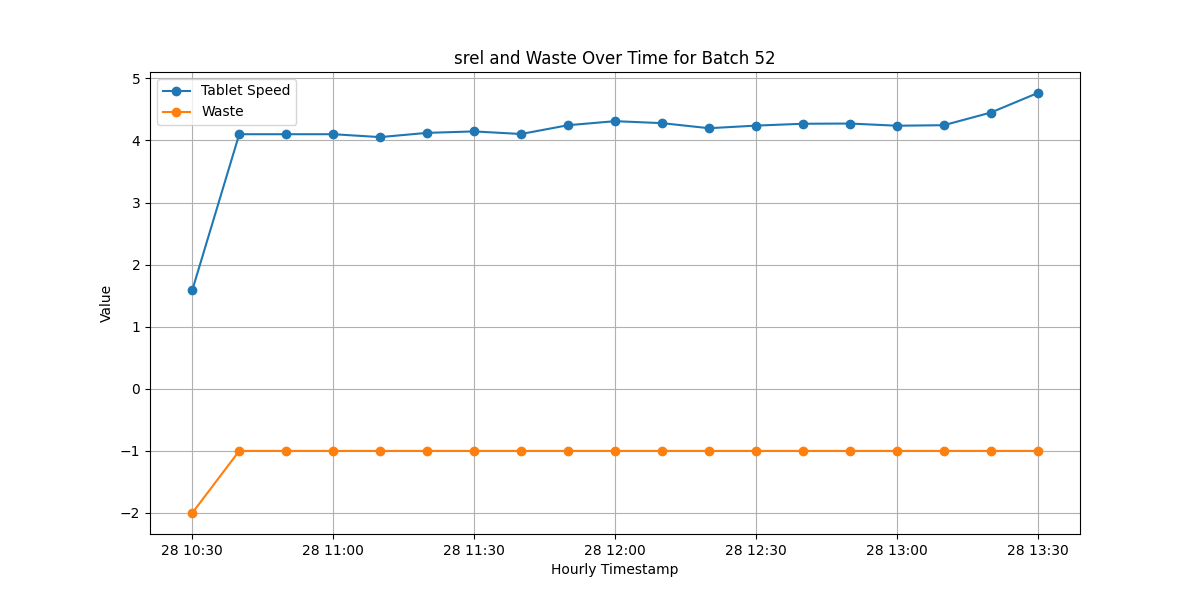 srel and Waste Over Time for Batch 52
Tablet Speed
Waste
5
4
3
2
1
0
−1
−2
Value
28 10:30 28 11:00 28 11:30 28 12:00 28 12:30 28 13:00 28 13:30
Hourly Timestamp